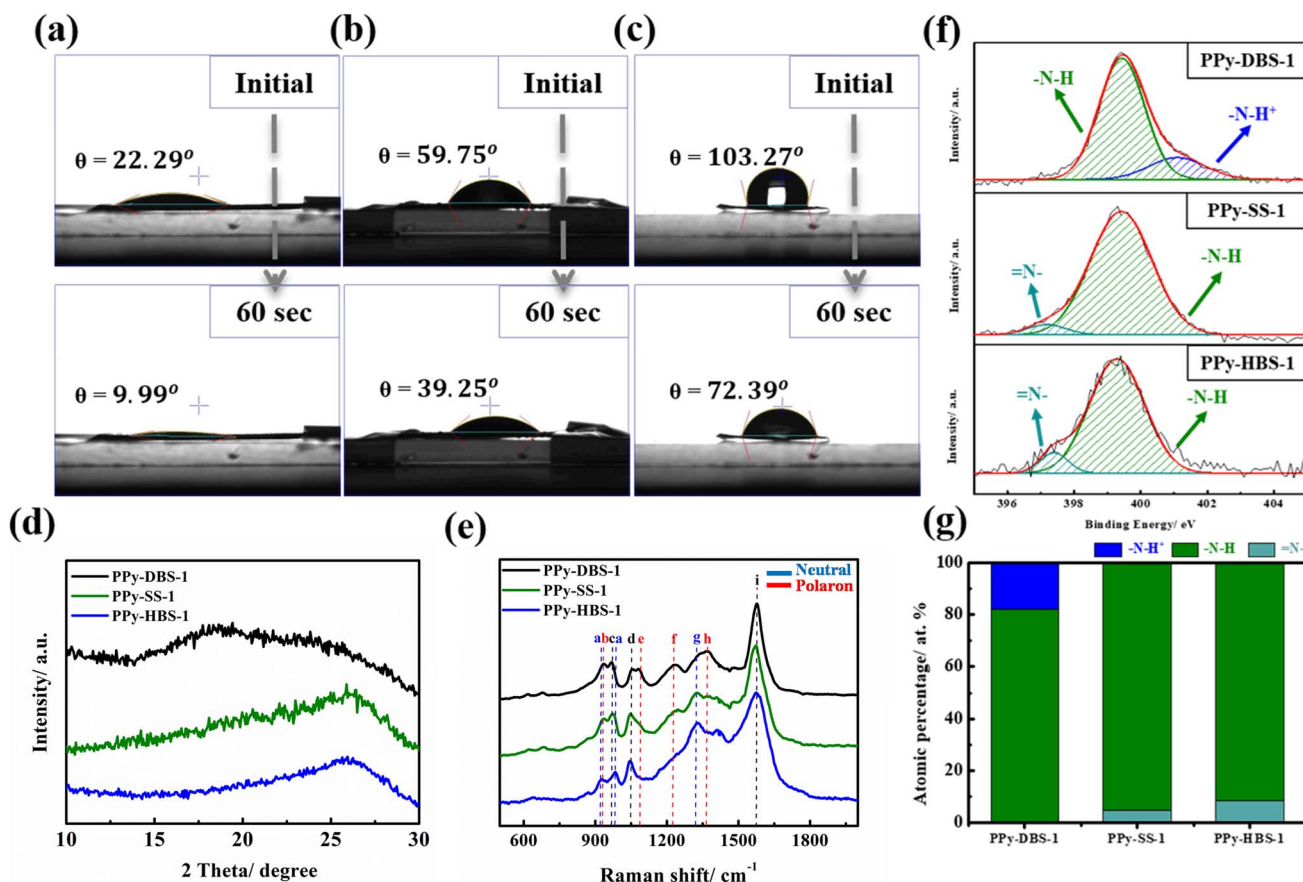 (a)
Initial
θ = 22.29°
60 sec
θ = 9.99°
(b)
Initial
θ = 59.75°
60 sec
θ = 39.25°
(c)
Initial
θ = 103.27°
60 sec
θ = 72.39°
(d)
PPy-DBS-1
PPy-SS-1
PPy-HBS-1
Intensity/ a.u.
10 15 20 25 30
2 Theta/ degree
(e)
PPy-DBS-1
PPy-SS-1
PPy-HBS-1
Neutral
Polaron
a b c a d e f g h i
600 900 1200 1500 1800
Raman shift/ cm⁻¹
(f)
PPy-DBS-1
-N-H
-N-H⁺
Intensity/ a.u.
PPy-SS-1
=N-
-N-H
Intensity/ a.u.
PPy-HBS-1
=N-
-N-H
Intensity/ a.u.
396 398 400 402 404
Binding Energy/ eV
(g)
-N-H⁺ -N-H =N-
100
80
60
40
20
0
Atomic percentage/ at. %
PPy-DBS-1 PPy-SS-1 PPy-HBS-1